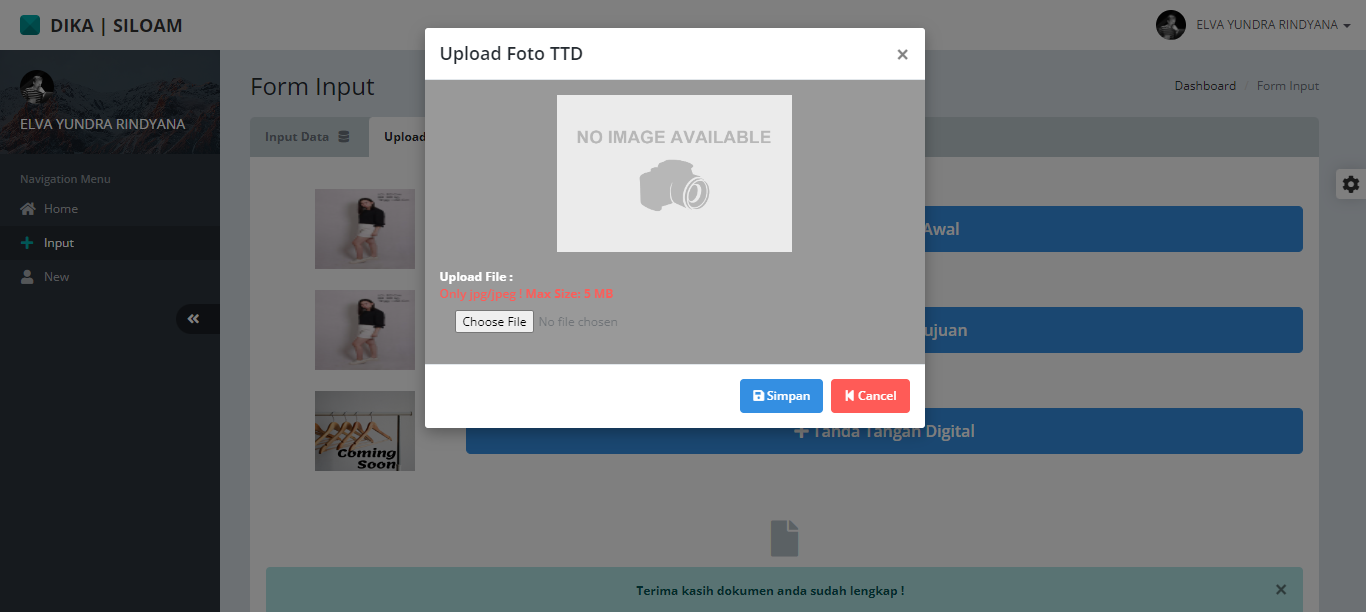 DIKA | SILOAM
ELVA YUNDRA RINDYANA
Upload Foto TTD
×
ELVA YUNDRA RINDYANA
Navigation Menu
Home
Input
New
Form Input
Dashboard / Form Input
Input Data
Upload
NO IMAGE AVAILABLE
Upload File :
Only jpg/jpeg ! Max Size: 5 MB
Choose File No file chosen
Simpan
Cancel
Awal
ujuan
Tanda Tangan Digital
Coming
Soon
Terima kasih dokumen anda sudah lengkap !
×